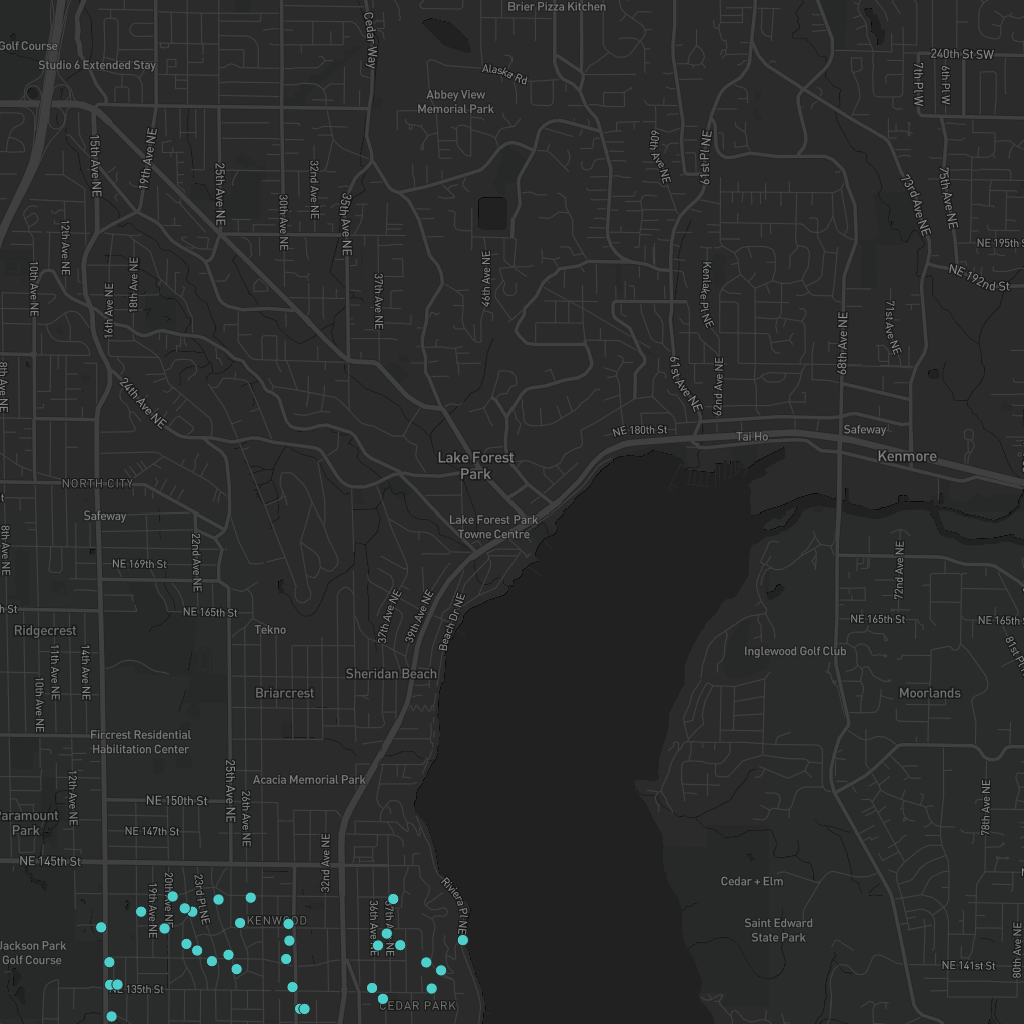 Brier Pizza Kitchen
Golf Course
Cedar Way
240th St SW
Studio 6 Extended Stay
Alaska Rd
7th Pl W
6th Pl W
Abbey View
Memorial Park
15th Ave NE
19th Ave NE
60th Ave NE
61st Pl NE
25th Ave NE
32nd Ave NE
30th Ave NE
35th Ave NE
73rd Ave NE
75th Ave NE
12th Ave NE
NE 195th S
10th Ave NE
18th Ave NE
16th Ave NE
37th Ave NE
46th Ave NE
Kenlake Pl NE
NE 192nd St
71st Ave NE
68th Ave NE
8th Ave NE
24th Ave NE
61st Ave NE
62nd Ave NE
NE 180th St
Tai Ho
Safeway
Lake Forest
Park
Kenmore
NORTH CITY
Safeway
Lake Forest Park
Towne Centre
8th Ave NE
22nd Ave NE
NE 169th St
72nd Ave NE
th St
NE 165th St
37th Ave NE
39th Ave NE
Beach Dr NE
NE 165th St
NE 165th S
Ridgecrest
Tekno
11th Ave NE
14th Ave NE
10th Ave NE
Inglewood Golf Club
81st Pl
Sheridan Beach
Briarcrest
Moorlands
Fircrest Residential
Habilitation Center
12th Ave NE
25th Ave NE
26th Ave NE
Acacia Memorial Park
78th Ave NE
NE 150th St
Paramount
Park
NE 147th St
32nd Ave NE
NE 145th St
19th Ave NE
20th Ave NE
23rd Pl NE
36th Ave NE
37th Ave NE
Riviera Pl NE
Cedar + Elm
KENWOOD
Saint Edward
State Park
80th Ave NE
Jackson Park
Golf Course
NE 141st St
NE 135th St
CEDAR PARK